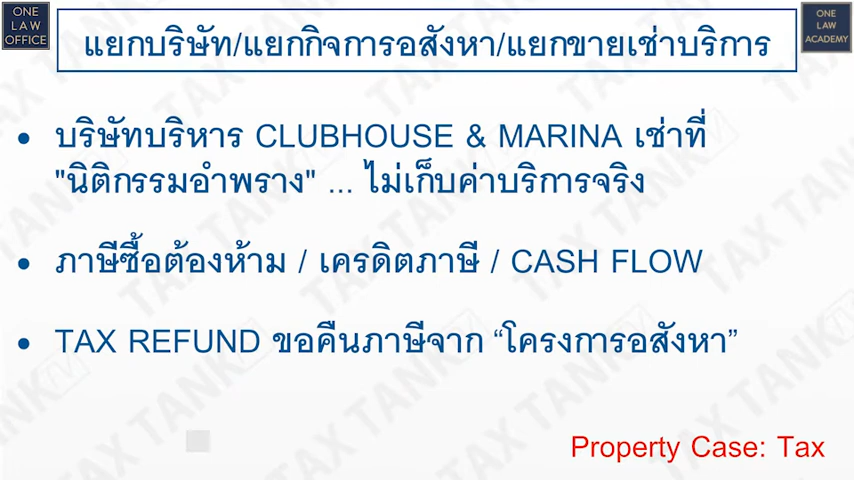 ONE
LAW
OFFICE
ONE
LAW
ACADEMY
แยกบริษัท/แยกกิจการอสังหา/แยกขายเช่าบริการ
• บริษัทบริหาร CLUBHOUSE & MARINA เช่าที่
"นิติกรรมอำพราง" ... ไม่เก็บค่าบริการจริง
• ภาษีซื้อต้องห้าม / เครดิตภาษี / CASH FLOW
• TAX REFUND ขอคืนภาษีจาก “โครงการอสังหา”
Property Case: Tax